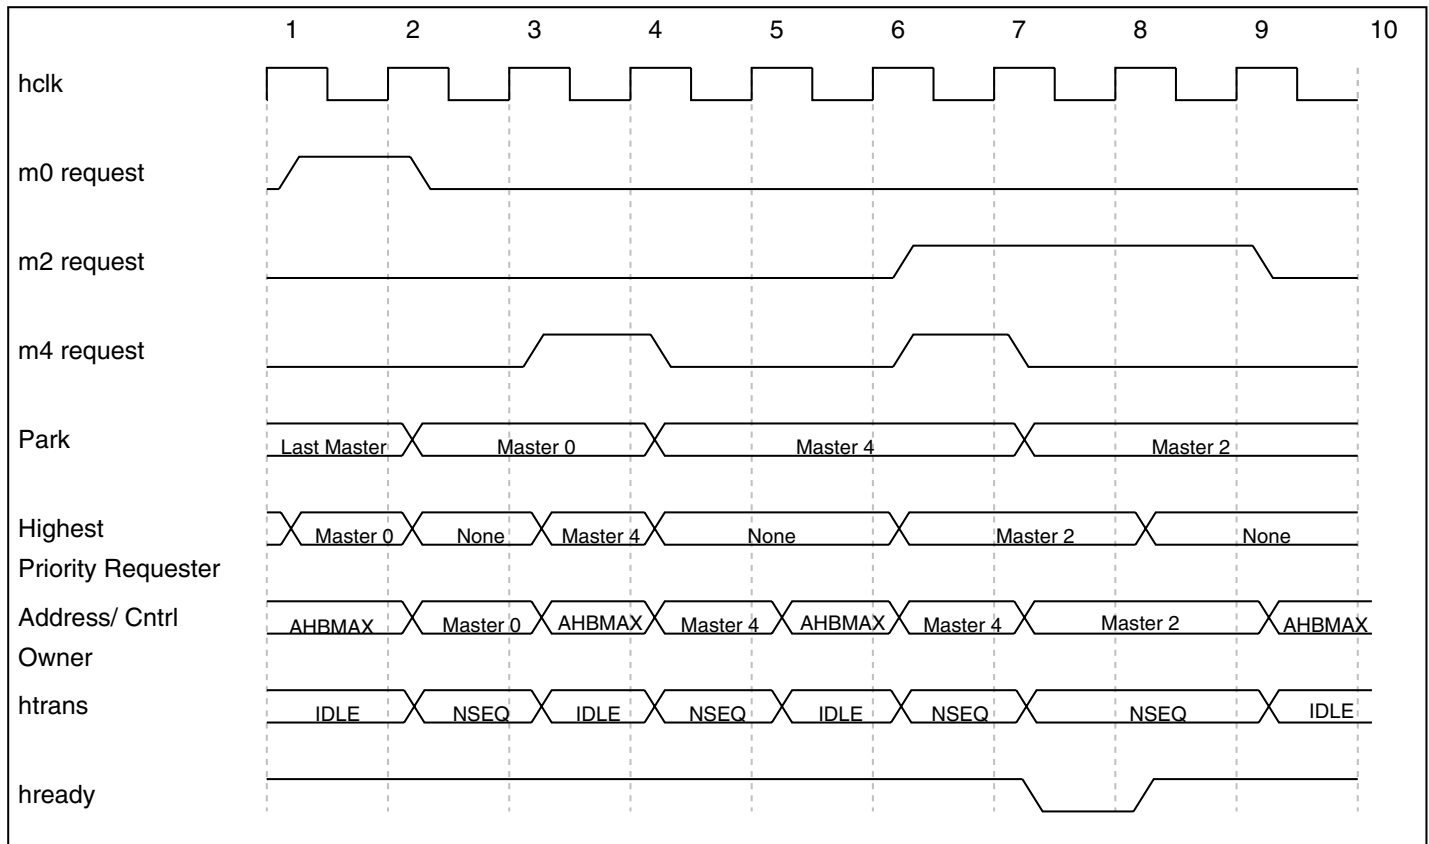 1 2 3 4 5 6 7 8 9 10
hclk
m0 request
m2 request
m4 request
Park Last Master Master 0 Master 4 Master 2
Highest Master 0 None Master 4 None Master 2 None
Priority Requester
Address/ Cntrl AHBMAX Master 0 AHBMAX Master 4 AHBMAX Master 4 Master 2 AHBMAX
Owner
htrans IDLE NSEQ IDLE NSEQ IDLE NSEQ NSEQ IDLE
hready